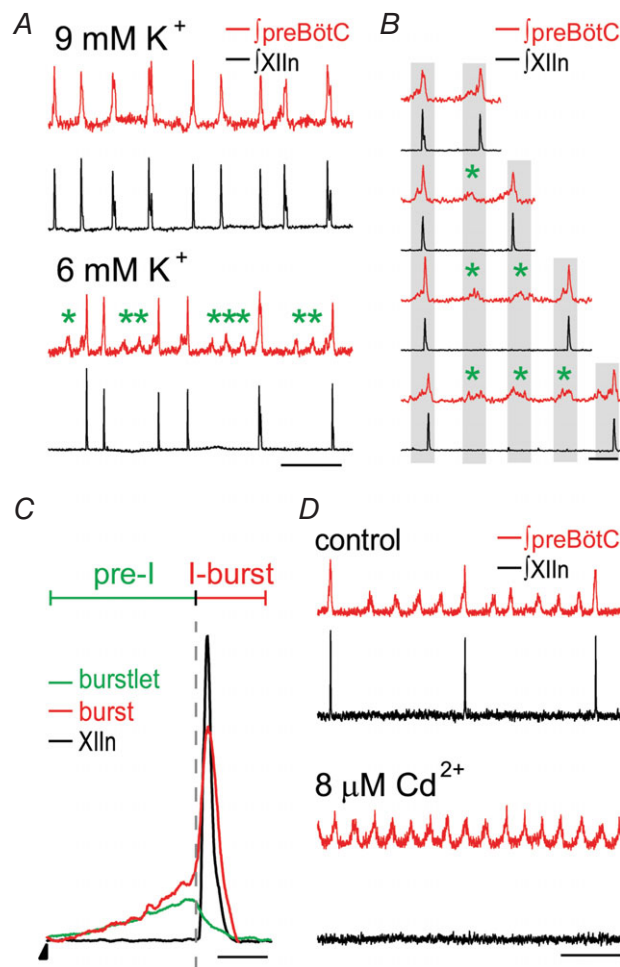 A
9 mM K⁺
∫preBötC
∫XIIn
6 mM K⁺
*
**
***
**
B
∫preBötC
∫XIIn
*
* *
* * *
C
pre-I
I-burst
burstlet
burst
XIIn
D
control
∫preBötC
∫XIIn
8 µM Cd²⁺